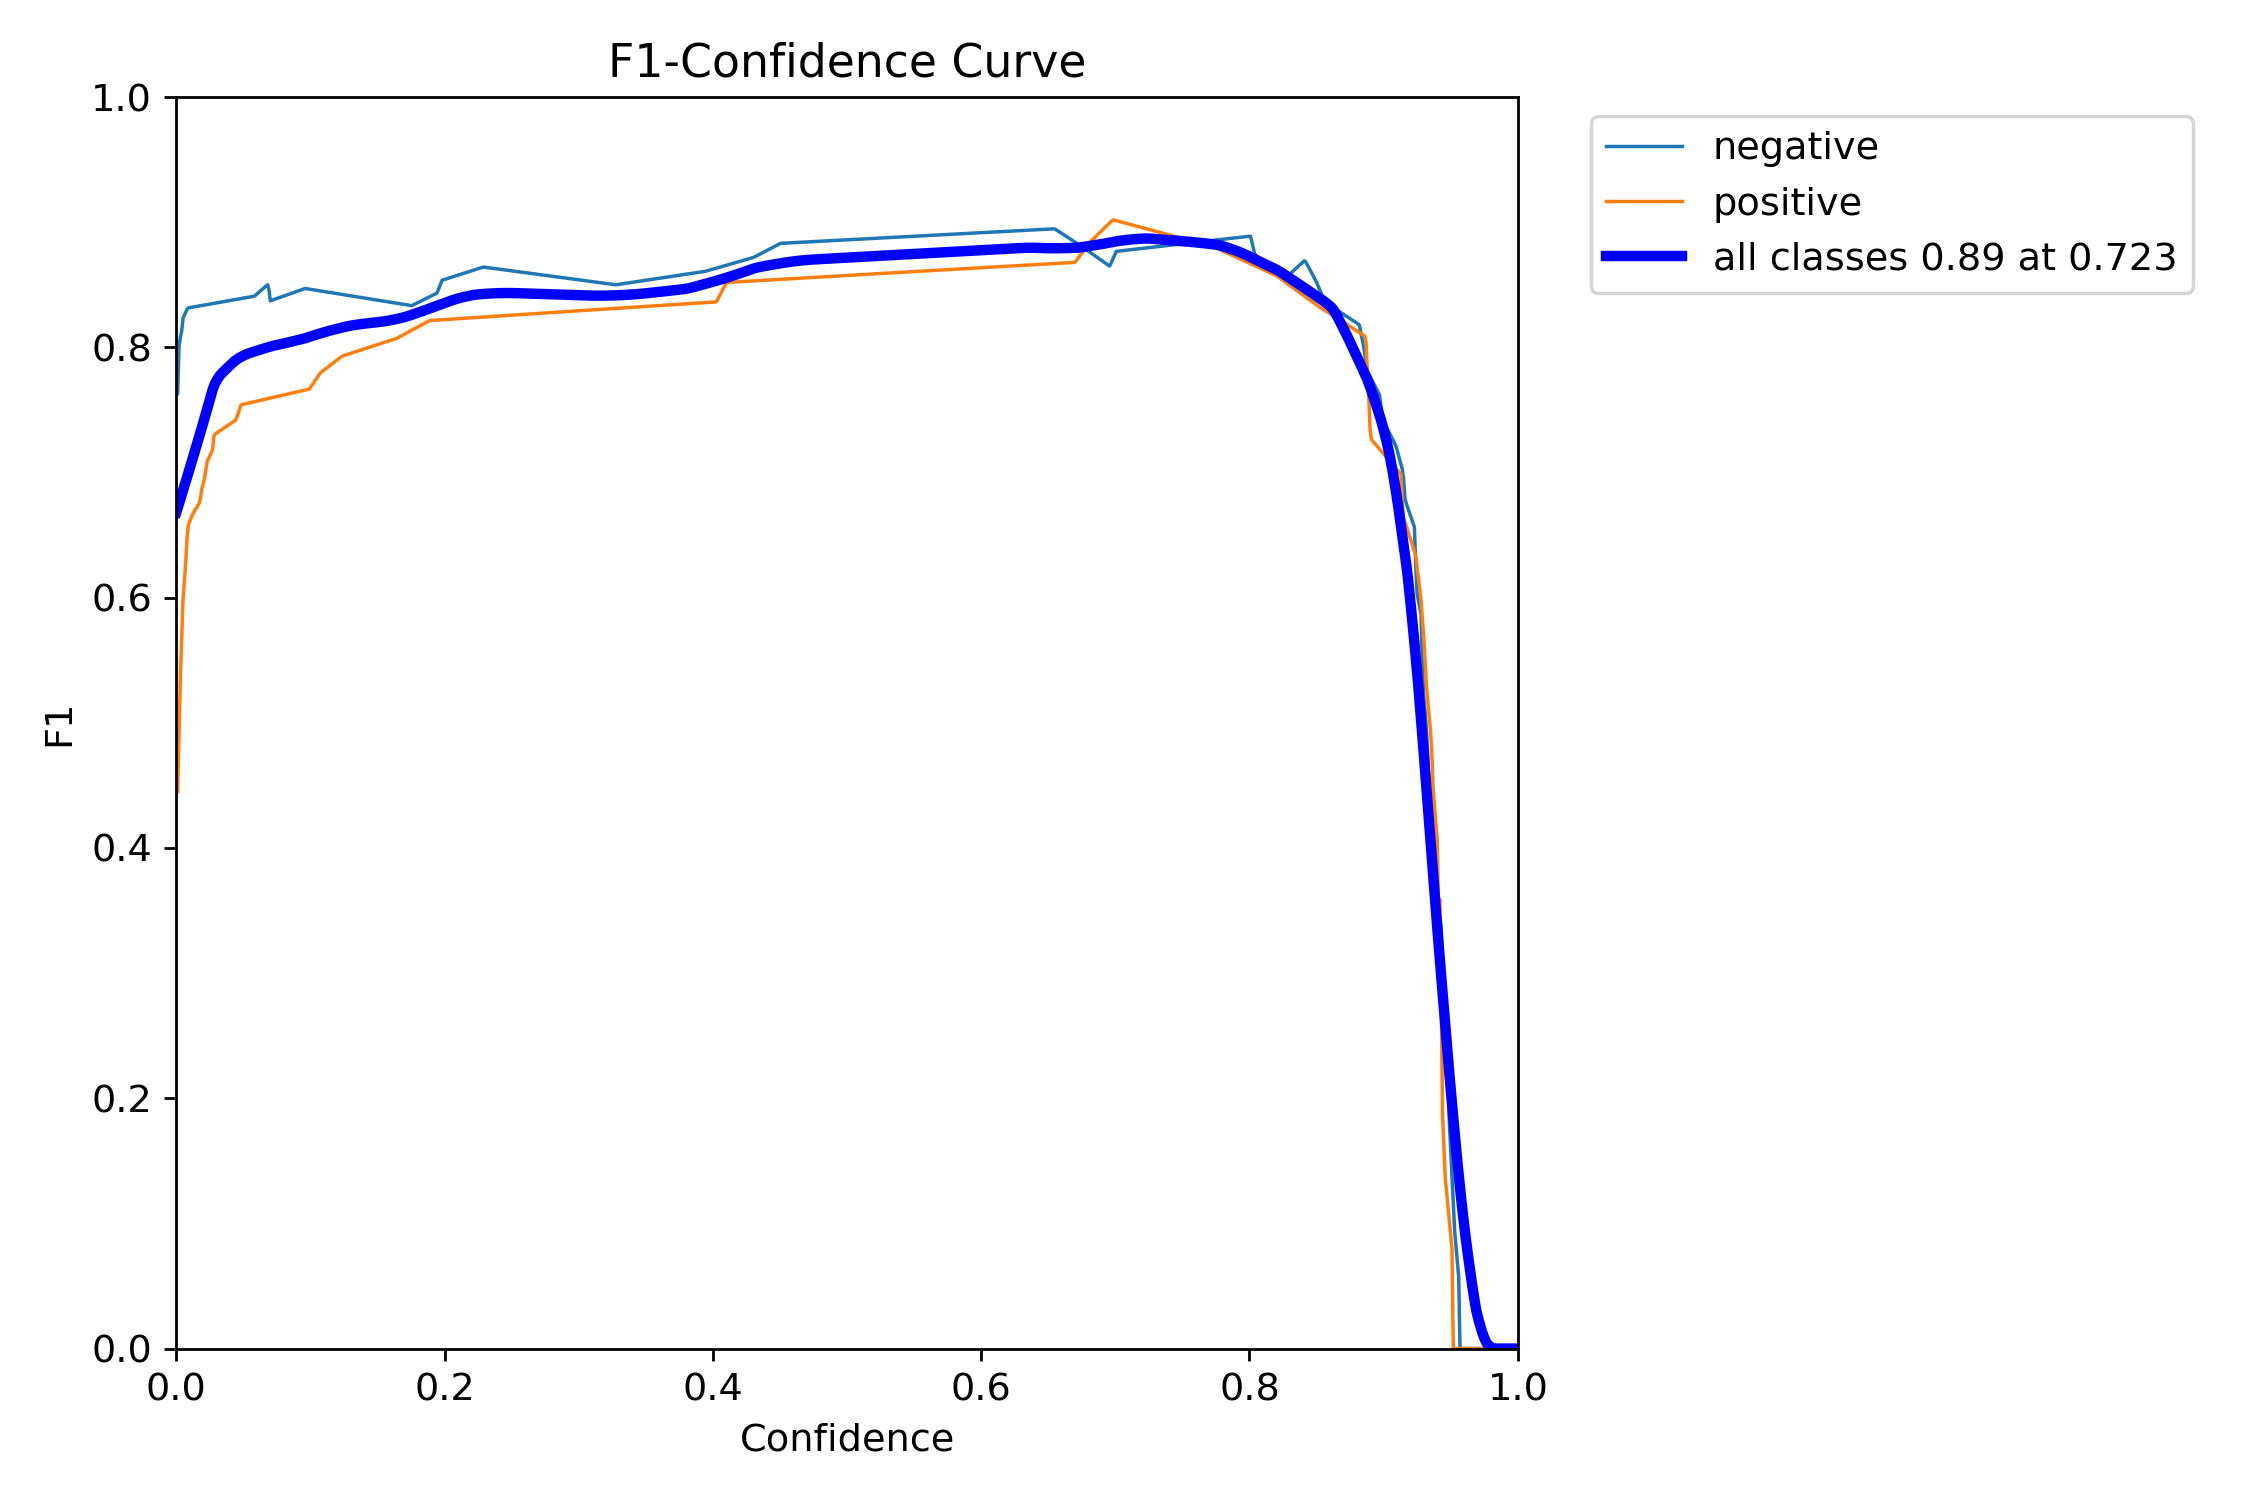 F1-Confidence Curve
1.0
0.8
0.6
0.4
0.2
0.0
F1
0.0 0.2 0.4 0.6 0.8 1.0
Confidence
negative
positive
all classes 0.89 at 0.723